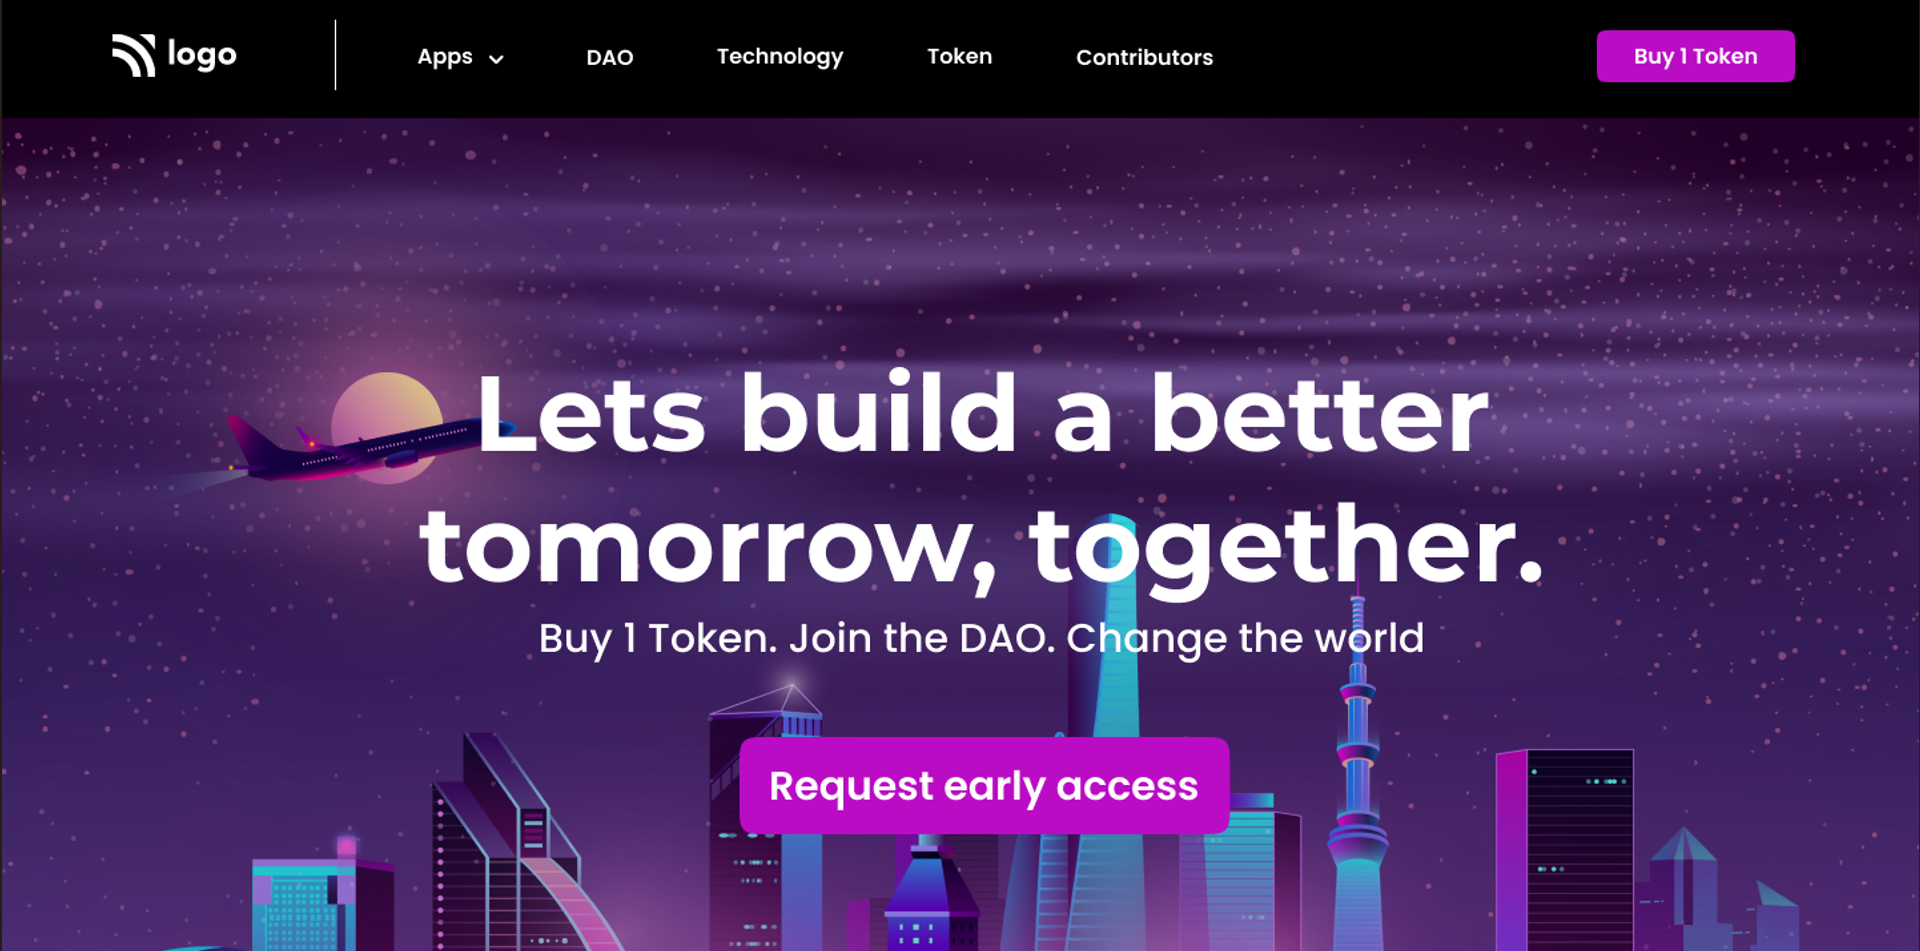 logo
Apps
DAO
Technology
Token
Contributors
Buy 1 Token
Lets build a better
tomorrow, together.
Buy 1 Token. Join the DAO. Change the world
Request early access